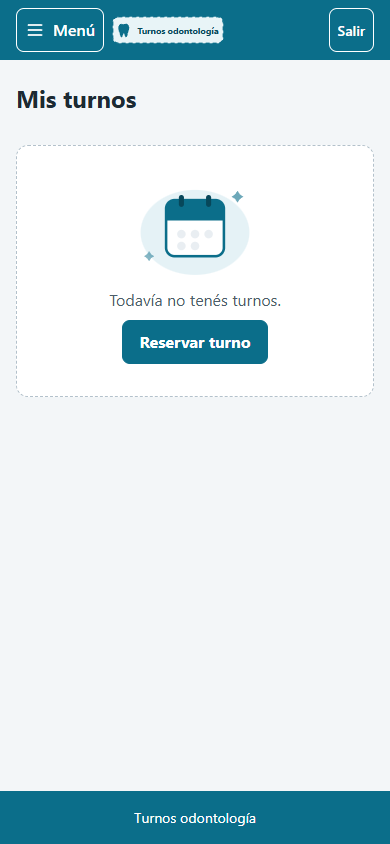 Menú
Turnos odontología
Salir
Mis turnos
Todavía no tenés turnos.
Reservar turno
Turnos odontología